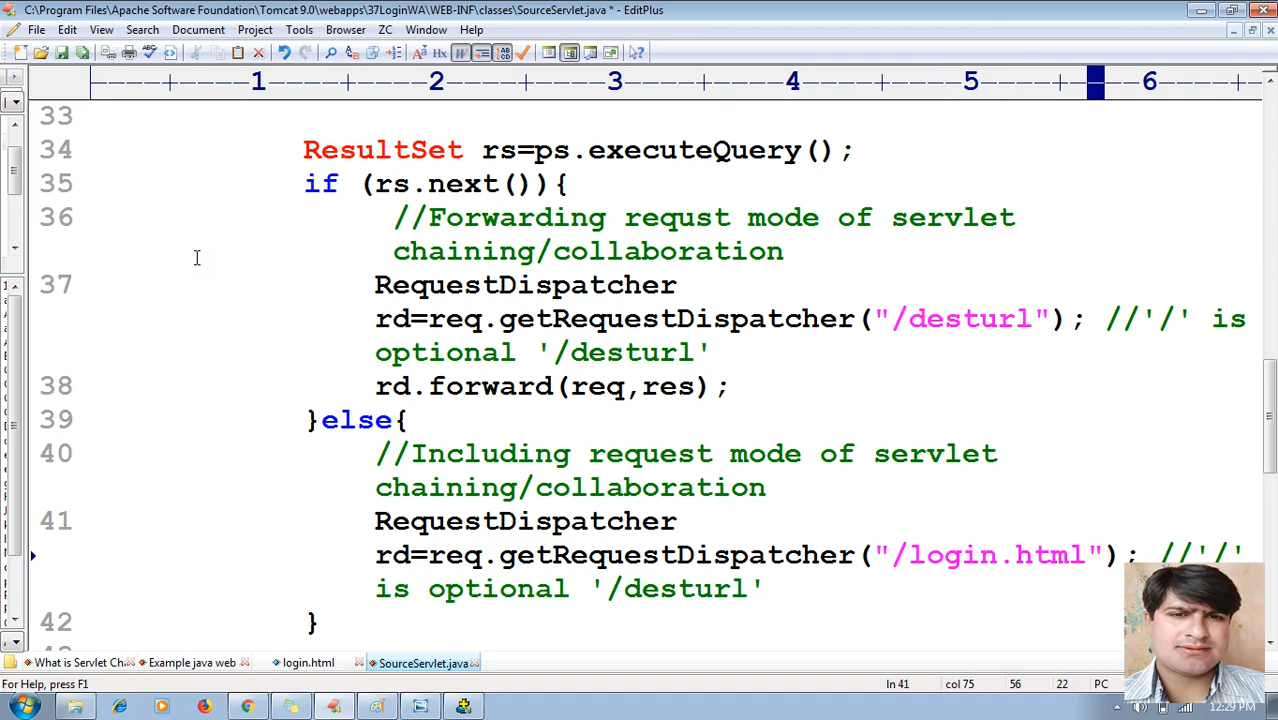 C:\Program Files\Apache Software Foundation\Tomcat 9.0\webapps\37LoginWA\WEB-INF\classes\SourceServlet.java * - EditPlus
File Edit View Search Document Project Tools Browser ZC Window Help
1 2 3 4 5 6
33
34 ResultSet rs=ps.executeQuery();
35 if (rs.next()){
36 //Forwarding requst mode of servlet
chaining/collaboration
37 RequestDispatcher
rd=req.getRequestDispatcher("/desturl"); //'/' is
optional '/desturl'
38 rd.forward(req,res);
39 }else{
40 //Including request mode of servlet
chaining/collaboration
41 RequestDispatcher
rd=req.getRequestDispatcher("/login.html"); //'/'
is optional '/desturl'
42 }
What is Servlet Ch Example java web login.html SourceServlet.java
For Help, press F1 ln 41 col 75 56 22 PC
12:29 PM